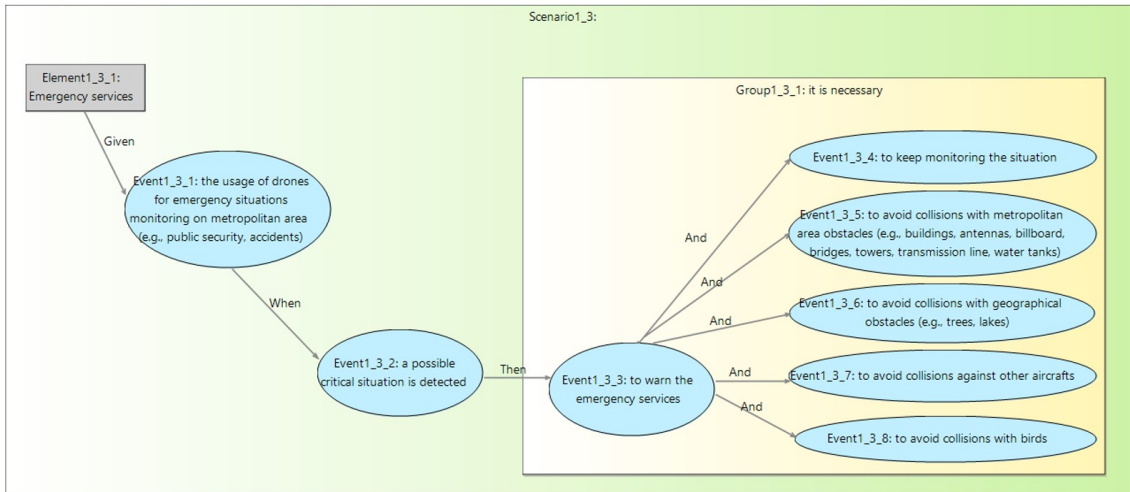 Scenario1_3:
Element1_3_1:
Emergency services
Given
Event1_3_1: the usage of drones
for emergency situations
monitoring on metropolitan area
(e.g., public security, accidents)
When
Event1_3_2: a possible
critical situation is detected
Then
Group1_3_1: it is necessary
Event1_3_3: to warn the
emergency services
And
Event1_3_4: to keep monitoring the situation
And
Event1_3_5: to avoid collisions with metropolitan
area obstacles (e.g., buildings, antennas, billboard,
bridges, towers, transmission line, water tanks)
And
Event1_3_6: to avoid collisions with geographical
obstacles (e.g., trees, lakes)
And
Event1_3_7: to avoid collisions against other aircrafts
And
Event1_3_8: to avoid collisions with birds